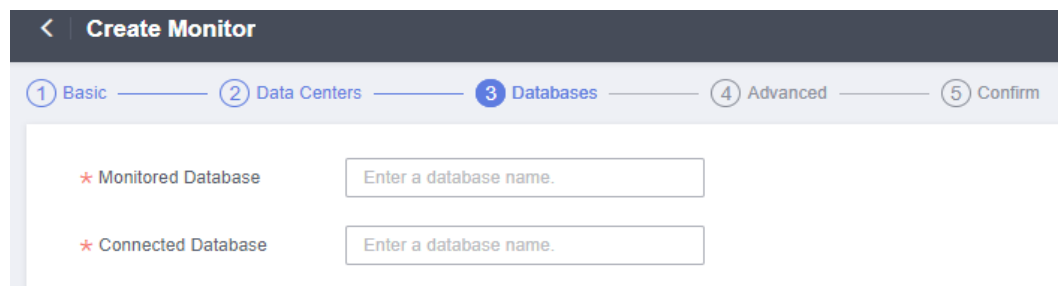 < Create Monitor
1 Basic 2 Data Centers 3 Databases 4 Advanced 5 Confirm
* Monitored Database Enter a database name.
* Connected Database Enter a database name.